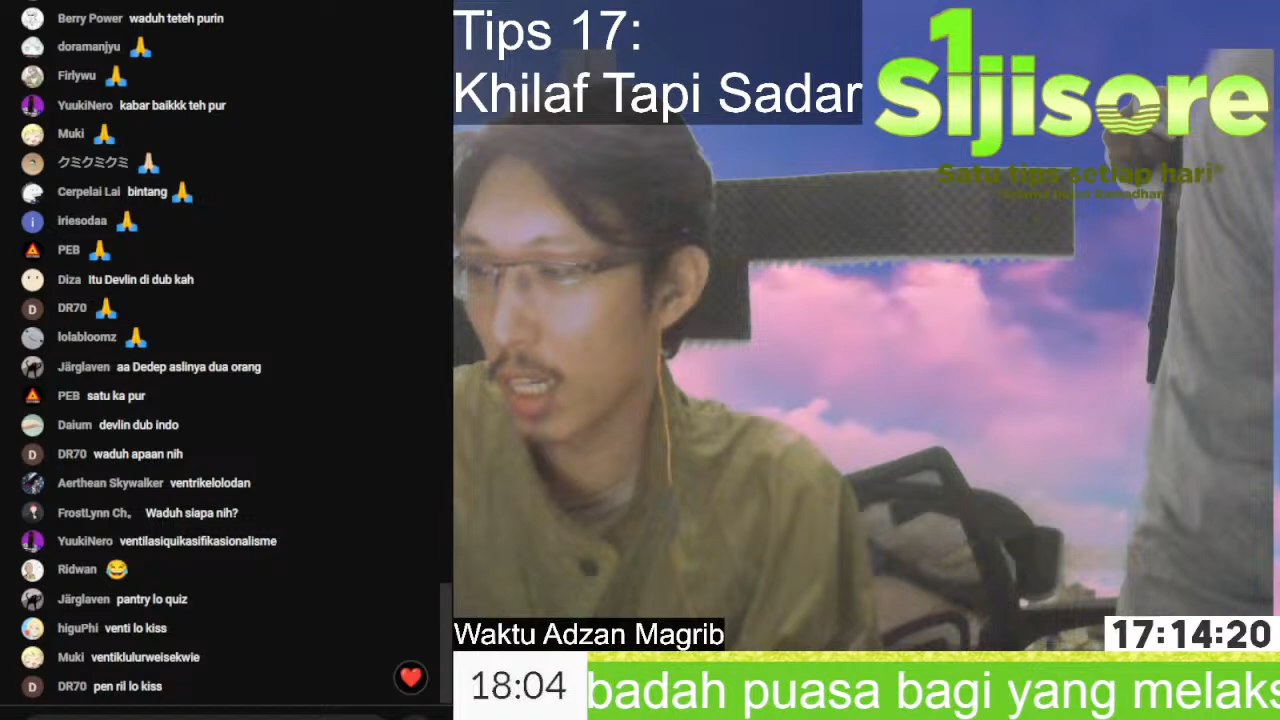 Berry Power waduh teteh purin
doramanjyu 🙏
Firlywu 🙏
YuukiNero kabar baikkk teh pur
Muki 🙏
クミクミクミ 🙏🏻
Cerpelai Lai bintang 🙏
iriesodaa 🙏
PEB 🙏
Diza Itu Devlin di dub kah
DR70 🙏
lolabloomz 🙏
Järglaven aa Dedep aslinya dua orang
PEB satu ka pur
Daium devlin dub indo
DR70 waduh apaan nih
Aerthean Skywalker ventrikelolodan
FrostLynn Ch。 Waduh siapa nih?
YuukiNero ventilasiquikasifikasionalisme
Ridwan 😂
Järglaven pantry lo quiz
higuPhi venti lo kiss
Muki ventiklulurweisekwie
DR70 pen ril lo kiss
Tips 17:
Khilaf Tapi Sadar
1
Sijisore
Satu tips setiap hari*
Waktu Adzan Magrib
17:14:20
18:04
badah puasa bagi yang melaks